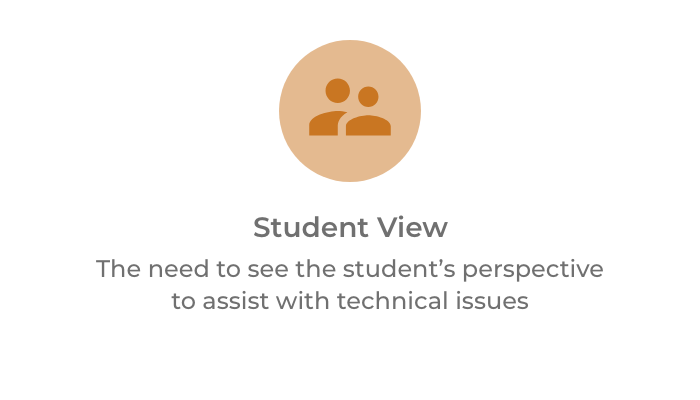 Student View
The need to see the student’s perspective
to assist with technical issues